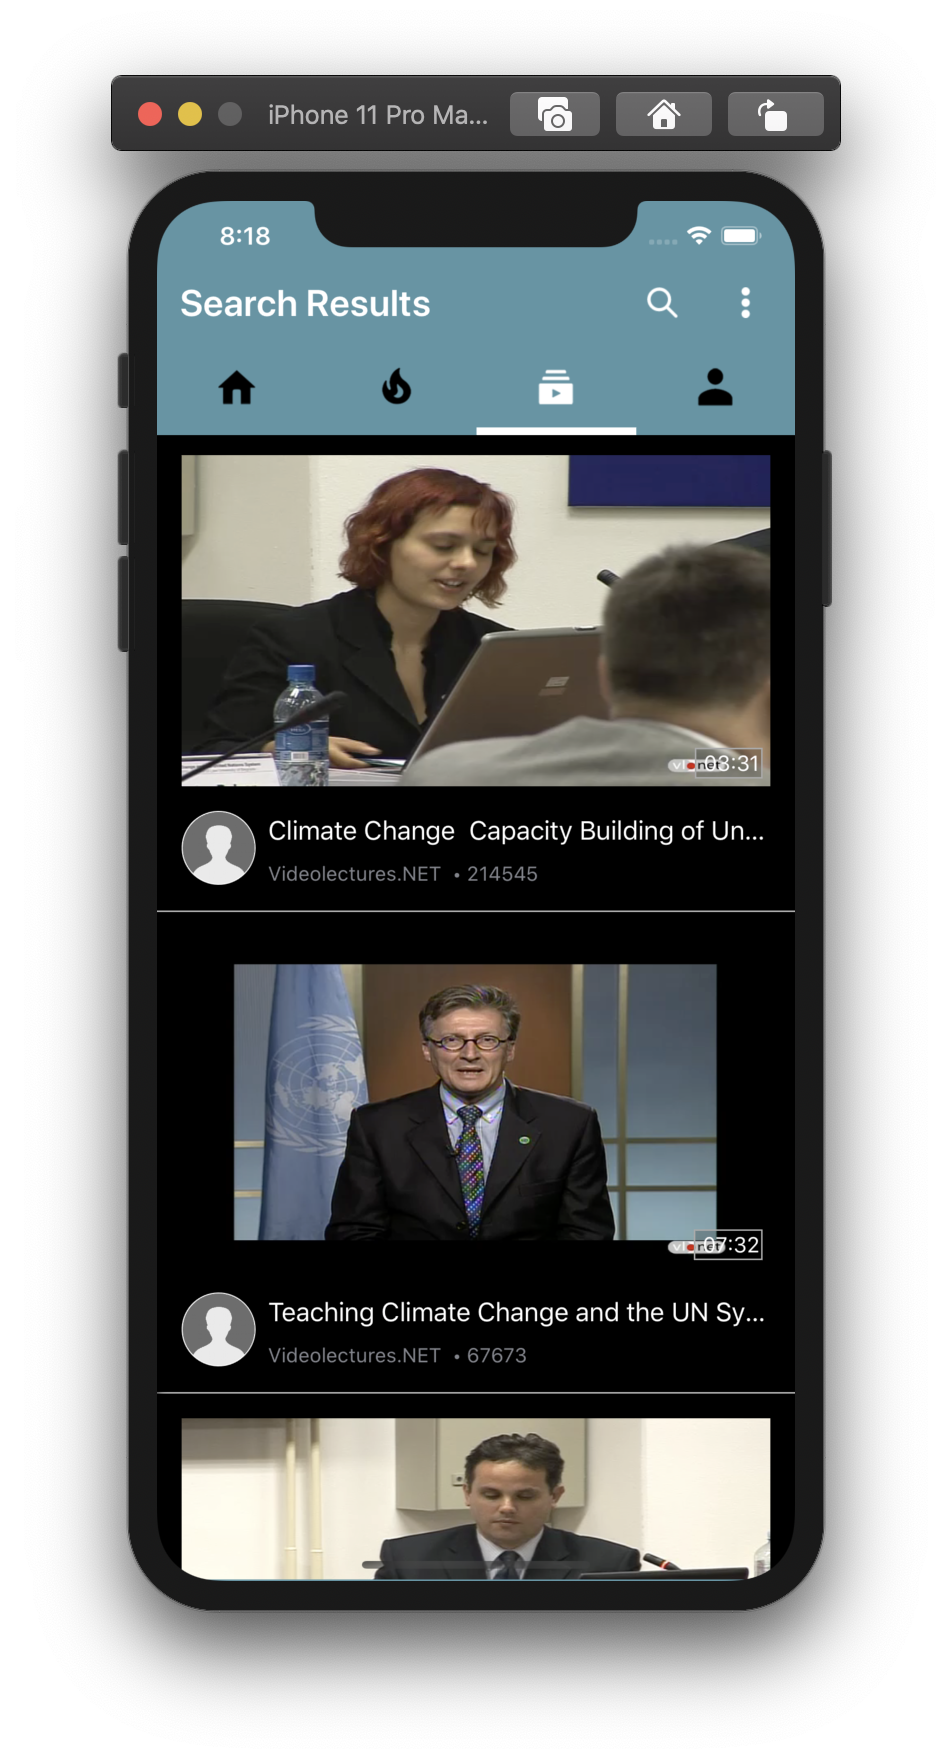 iPhone 11 Pro Ma...
8:18
Search Results
03:31
Climate Change  Capacity Building of Un...
Videolectures.NET • 214545
07:32
Teaching Climate Change and the UN Sy...
Videolectures.NET • 67673